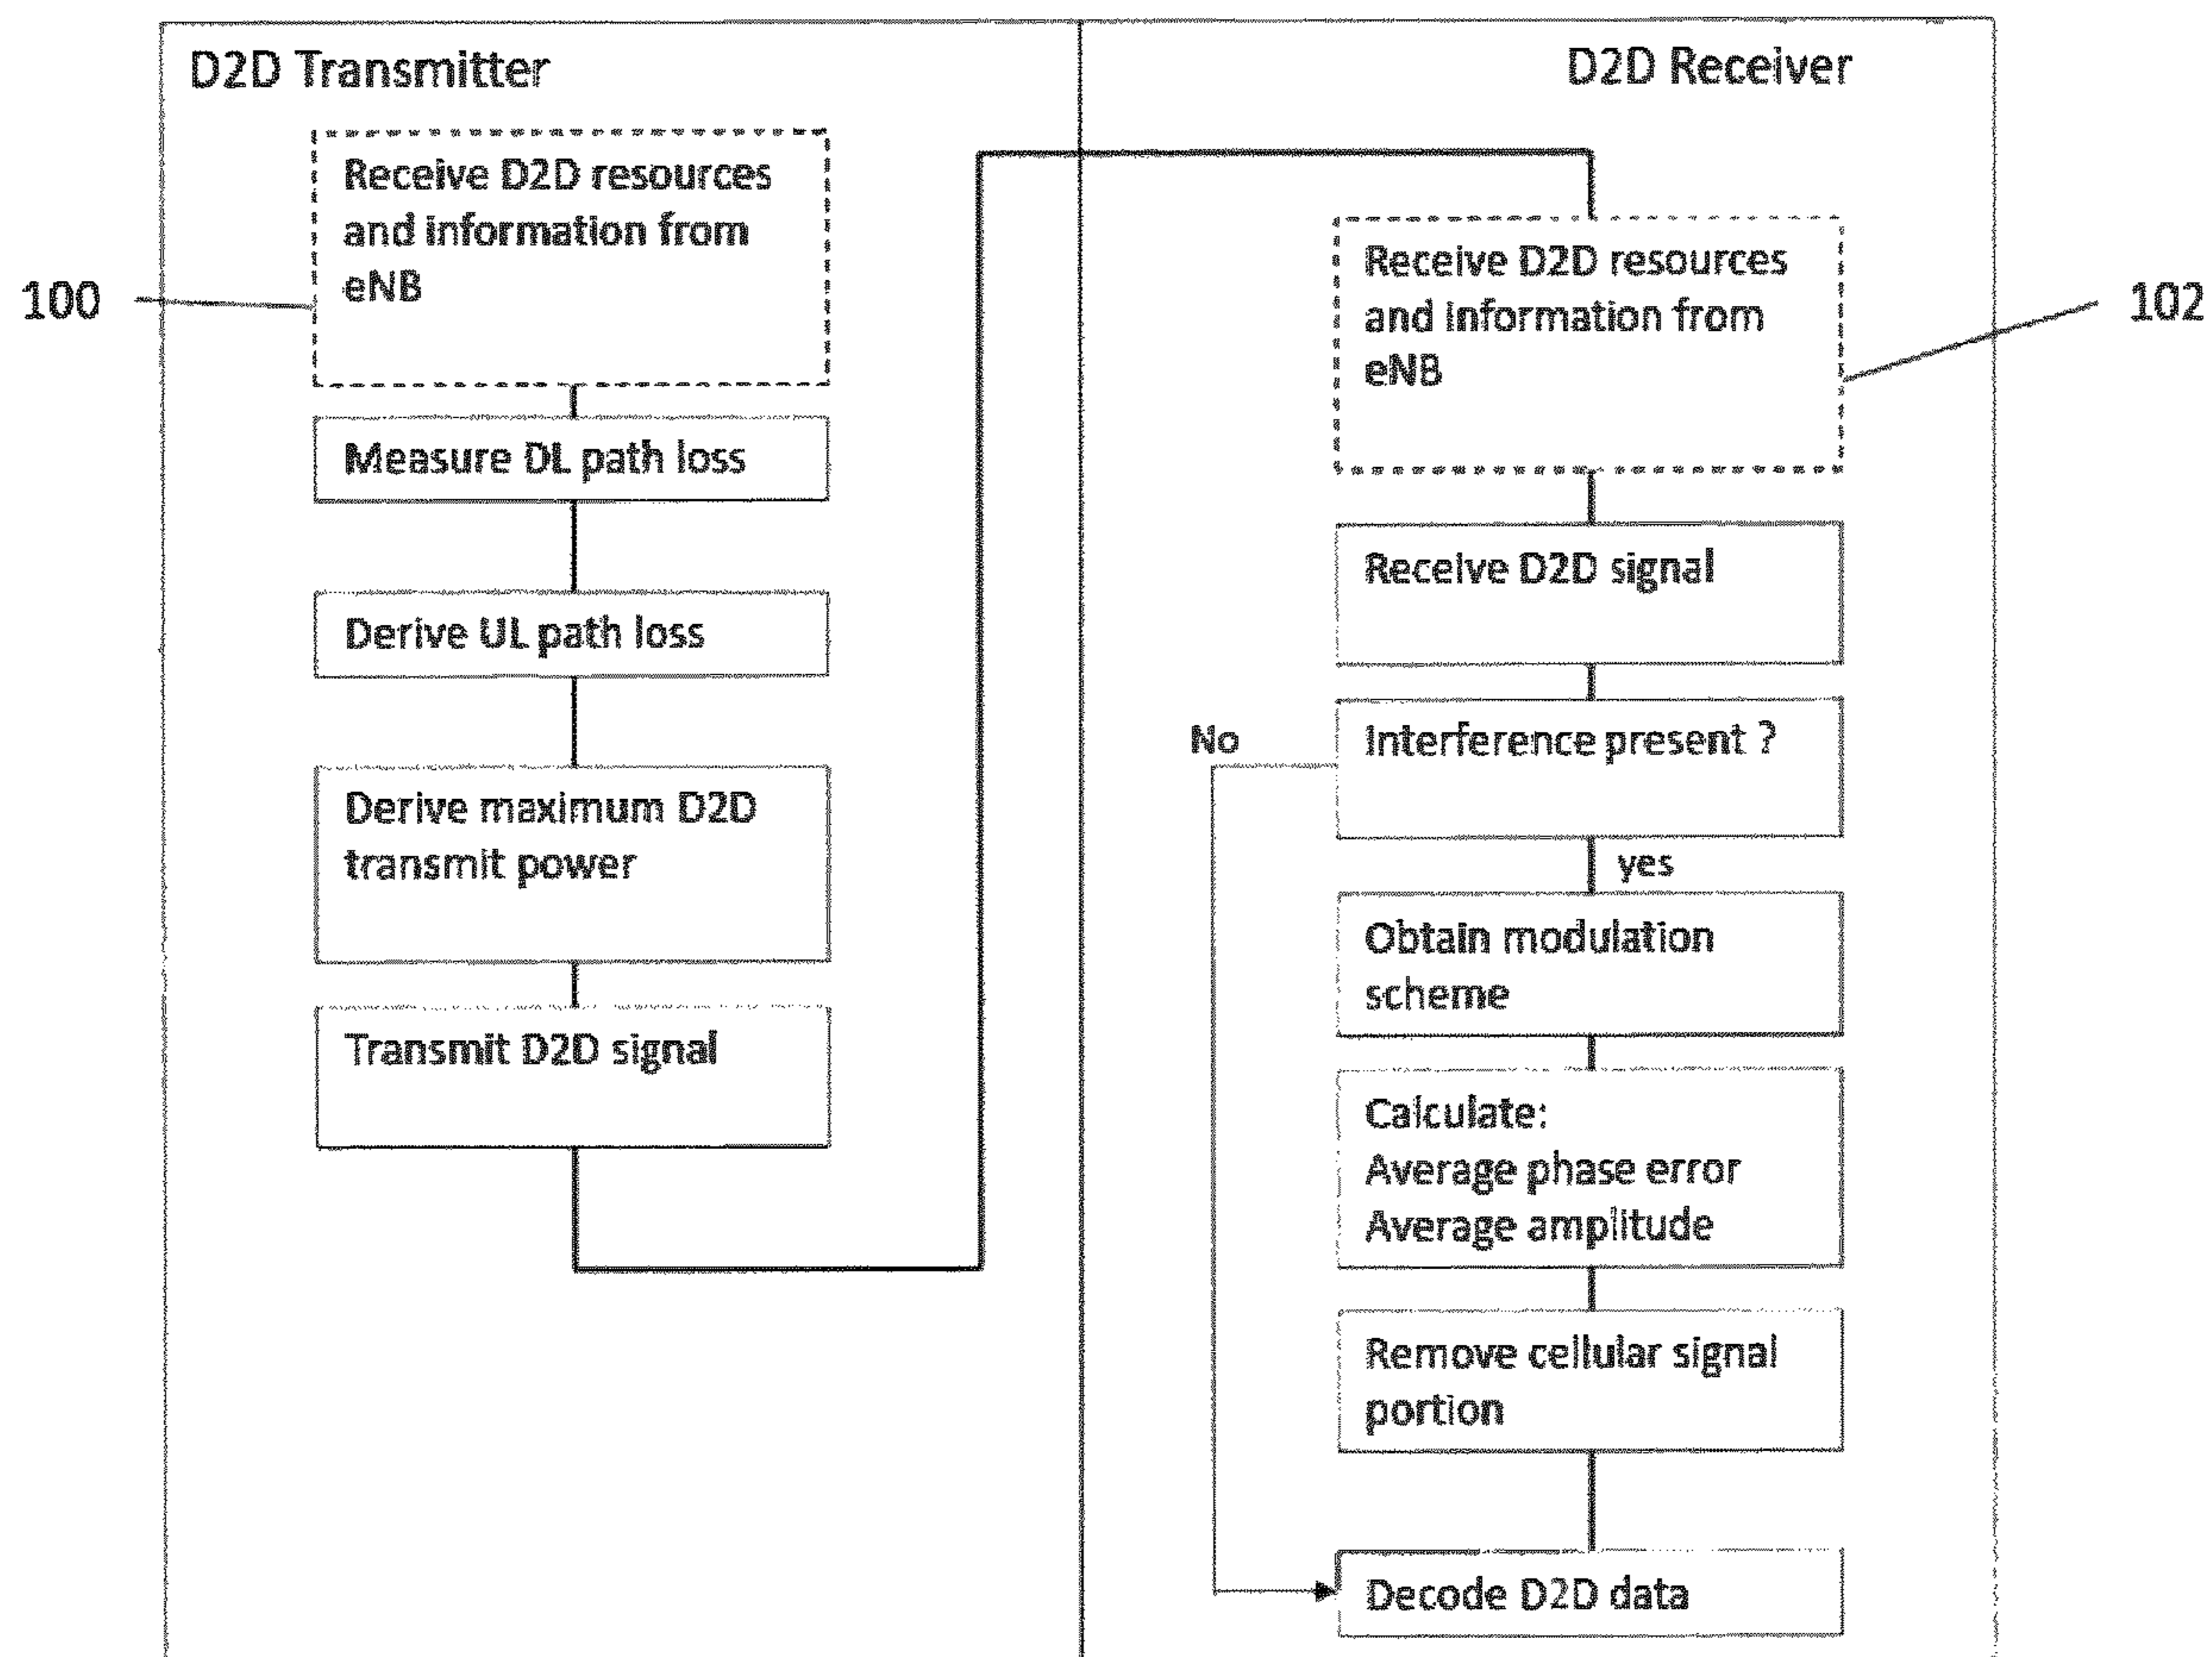 D2D Transmitter
Receive D2D resources
and information from
eNB
100
Measure DL path loss
Derive UL path loss
Derive maximum D2D
transmit power
Transmit D2D signal
D2D Receiver
Receive D2D resources
and information from
eNB
102
Receive D2D signal
Interference present ?
No
yes
Obtain modulation
scheme
Calculate:
Average phase error
Average amplitude
Remove cellular signal
portion
Decode D2D data